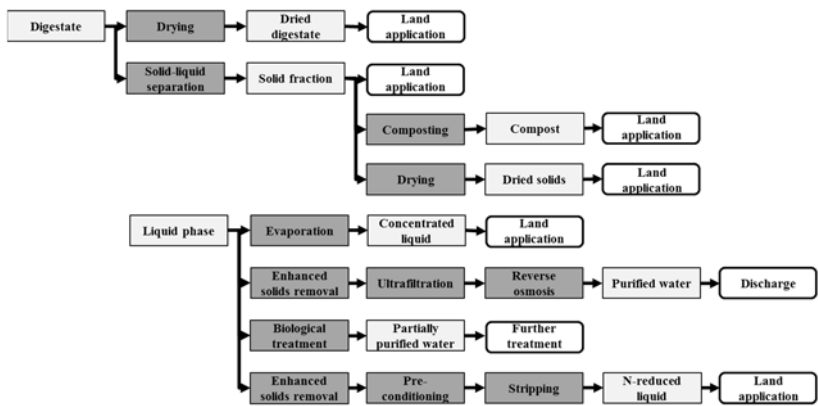 Digestate
Drying
Dried
digestate
Land
application
Solid-liquid
separation
Solid fraction
Land
application
Composting
Compost
Land
application
Drying
Dried solids
Land
application
Liquid phase
Evaporation
Concentrated
liquid
Land
application
Enhanced
solids removal
Ultrafiltration
Reverse
osmosis
Purified water
Discharge
Biological
treatment
Partially
purified water
Further
treatment
Enhanced
solids removal
Pre-
conditioning
Stripping
N-reduced
liquid
Land
application